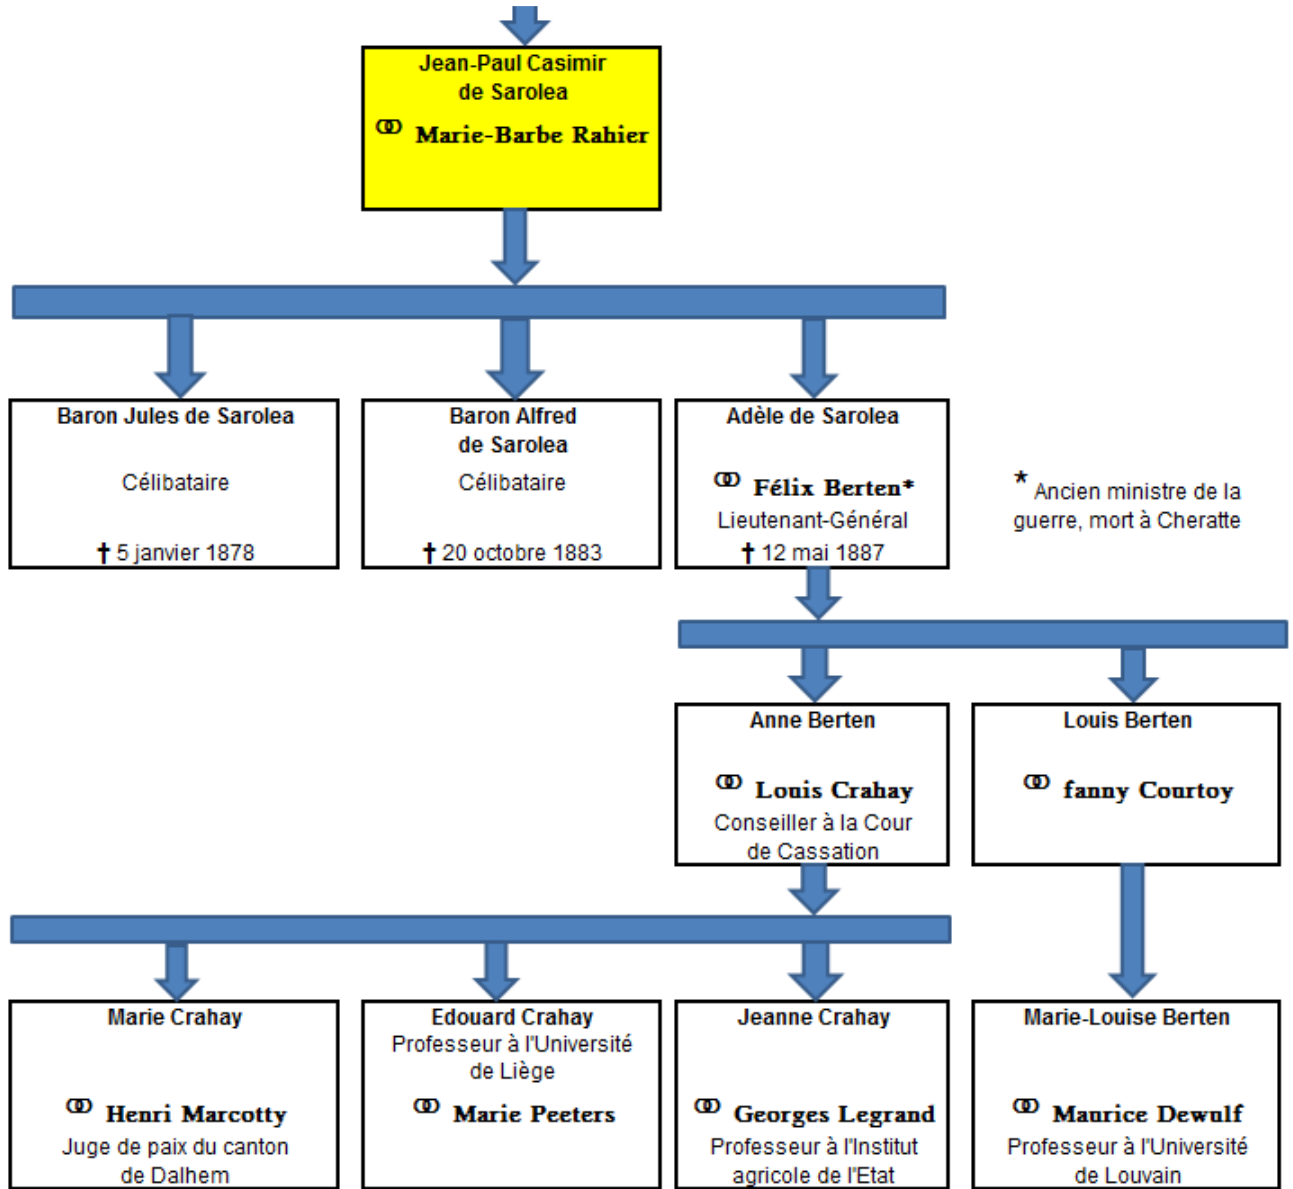 Jean-Paul Casimir
de Sarolea
Marie-Barbe Rahier
Baron Jules de Sarolea
Célibataire
† 5 janvier 1878
Baron Alfred
de Sarolea
Célibataire
† 20 octobre 1883
Adèle de Sarolea
Félix Berten*
Lieutenant-Général
† 12 mai 1887
* Ancien ministre de la
guerre, mort à Cheratte
Anne Berten
Louis Crahay
Conseiller à la Cour
de Cassation
Louis Berten
fanny Courtoy
Marie Crahay
Henri Marcotty
Juge de paix du canton
de Dalhem
Edouard Crahay
Professeur à l'Université
de Liège
Marie Peeters
Jeanne Crahay
Georges Legrand
Professeur à l'Institut
agricole de l'Etat
Marie-Louise Berten
Maurice Dewulf
Professeur à l'Université
de Louvain